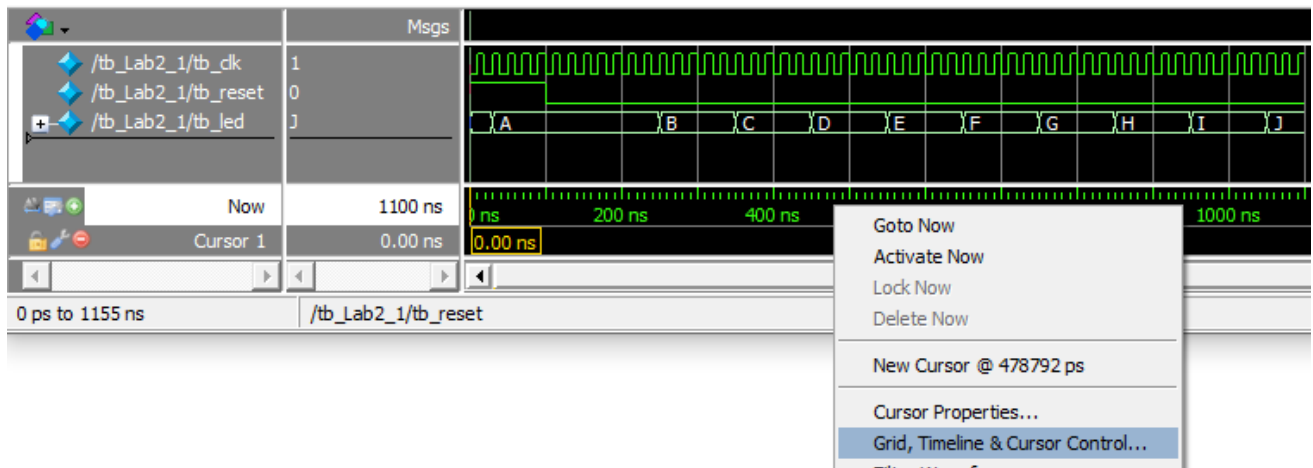 Msgs
/tb_Lab2_1/tb_clk 1
/tb_Lab2_1/tb_reset 0
/tb_Lab2_1/tb_led J A B C D E F G H I J
Now 1100 ns ns 200 ns 400 ns 1000 ns
Cursor 1 0.00 ns 0.00 ns
0 ps to 1155 ns /tb_Lab2_1/tb_reset
Goto Now
Activate Now
Lock Now
Delete Now
New Cursor @ 478792 ps
Cursor Properties...
Grid, Timeline & Cursor Control...